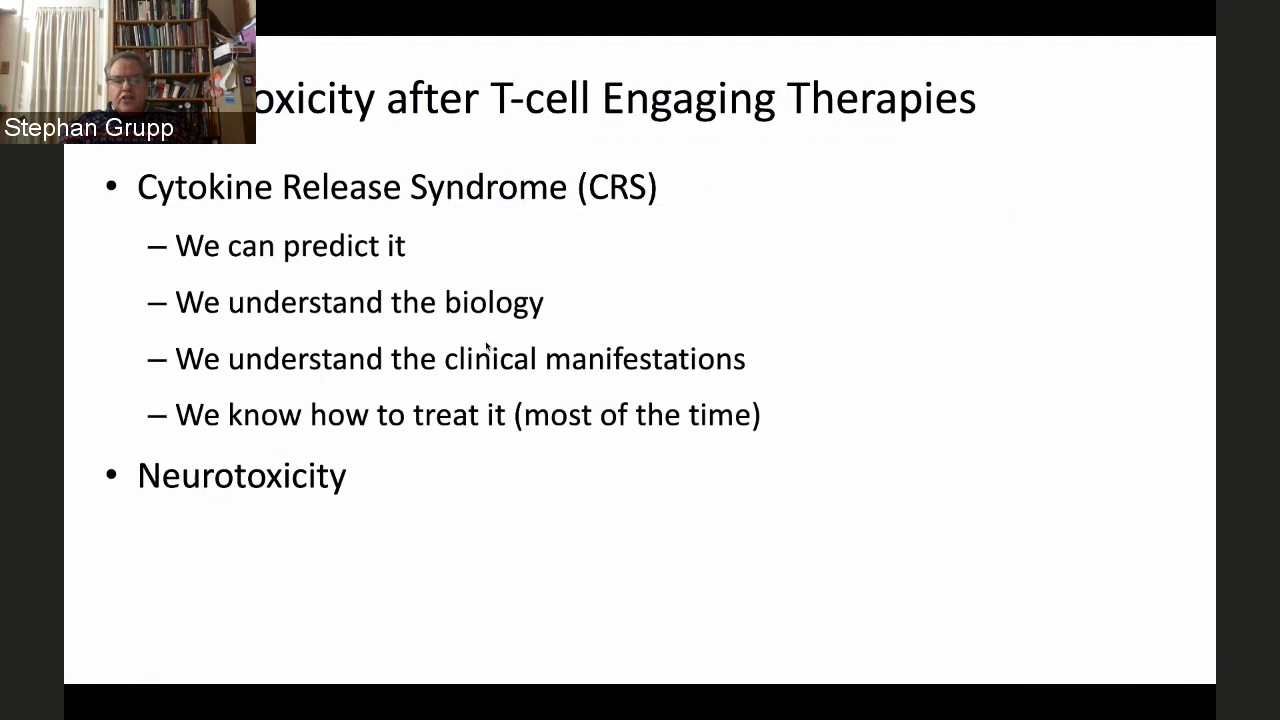 Stephan Grupp
oxicity after T-cell Engaging Therapies
• Cytokine Release Syndrome (CRS)
– We can predict it
– We understand the biology
– We understand the clinical manifestations
– We know how to treat it (most of the time)
• Neurotoxicity